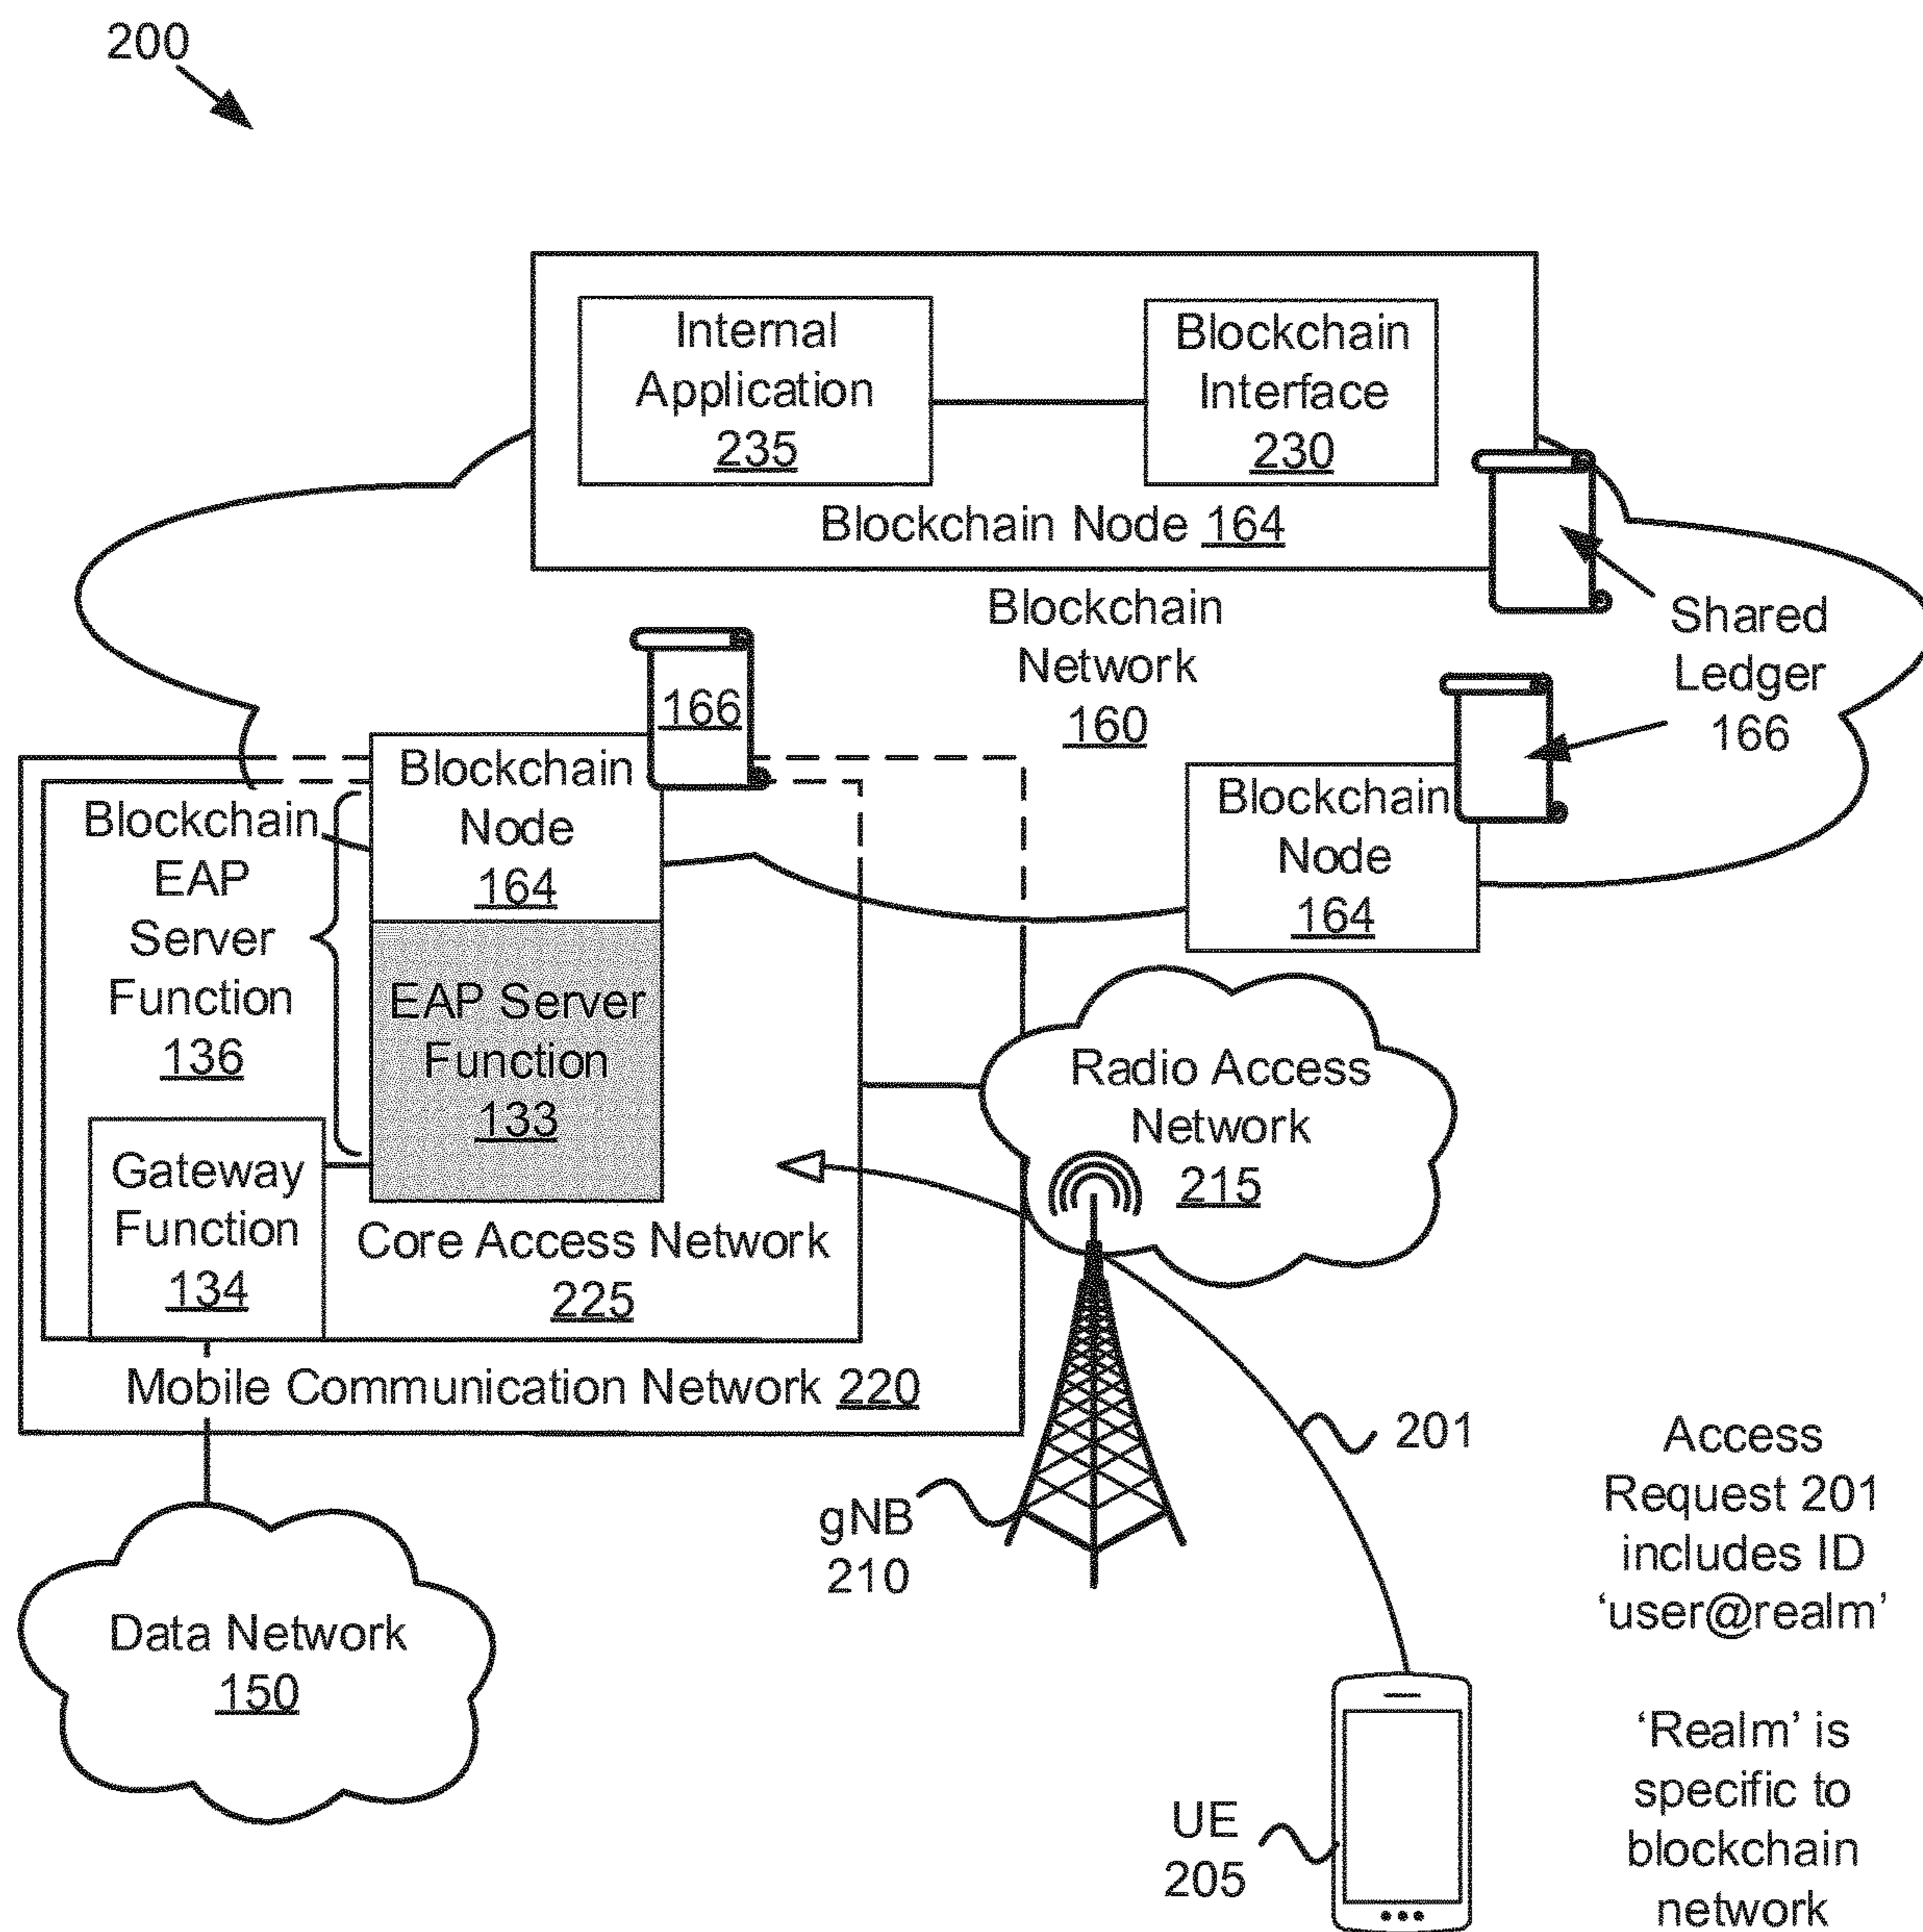 200
Internal
Application
235
Blockchain
Interface
230
Blockchain Node 164
Blockchain
Network
160
Shared
Ledger
166
166
Blockchain
Node
164
Blockchain
Node
164
Blockchain
EAP
Server
Function
136
EAP Server
Function
133
Radio Access
Network
215
Gateway
Function
134
Core Access Network
225
Mobile Communication Network 220
201
gNB
210
Access
Request 201
includes ID
‘user@realm’
Data Network
150
‘Realm’ is
specific to
blockchain
network
UE
205